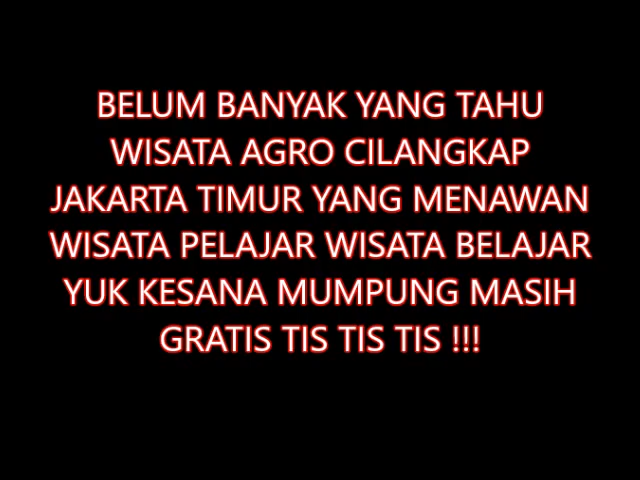 BELUM BANYAK YANG TAHU
WISATA AGRO CILANGKAP
JAKARTA TIMUR YANG MENAWAN
WISATA PELAJAR WISATA BELAJAR
YUK KESANA MUMPUNG MASIH
GRATIS TIS TIS TIS !!!